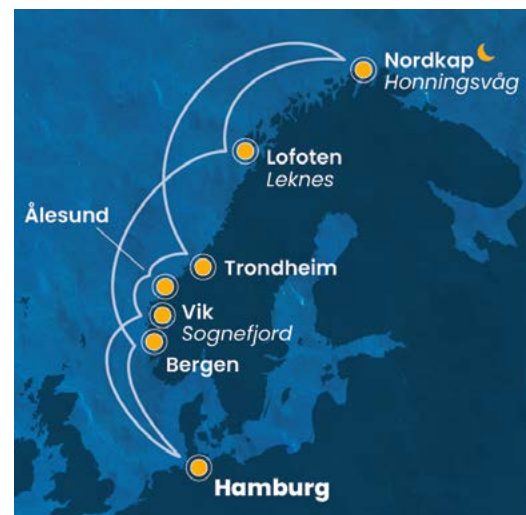 Nordkap
Honningsvåg
Lofoten
Leknes
Ålesund
Trondheim
Vik
Sognefjord
Bergen
Hamburg